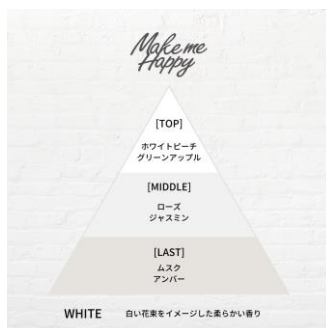 Make me
Happy
[TOP]
ホワイトピーチ
グリーンアップル
[MIDDLE]
ローズ
ジャスミン
[LAST]
ムスク
アンバー
WHITE 白い花束をイメージした柔らかい香り